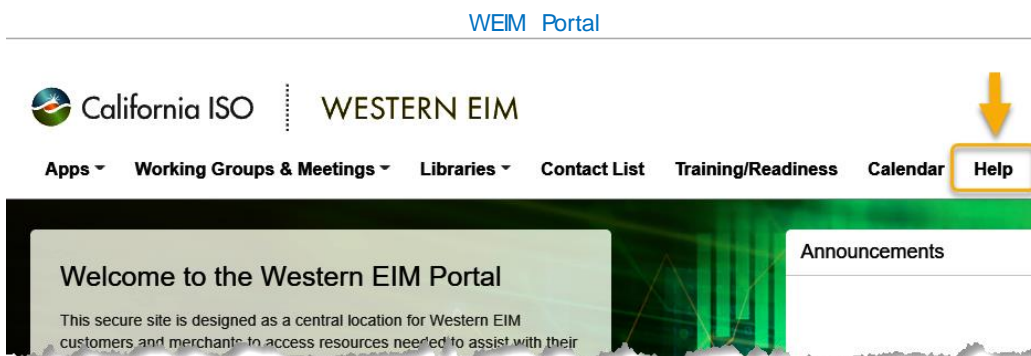 WEIM Portal
California ISO
WESTERN EIM
Apps Working Groups & Meetings Libraries Contact List Training/Readiness Calendar Help
Welcome to the Western EIM Portal
Announcements
This secure site is designed as a central location for Western EIM
customers and merchants to access resources needed to assist with their